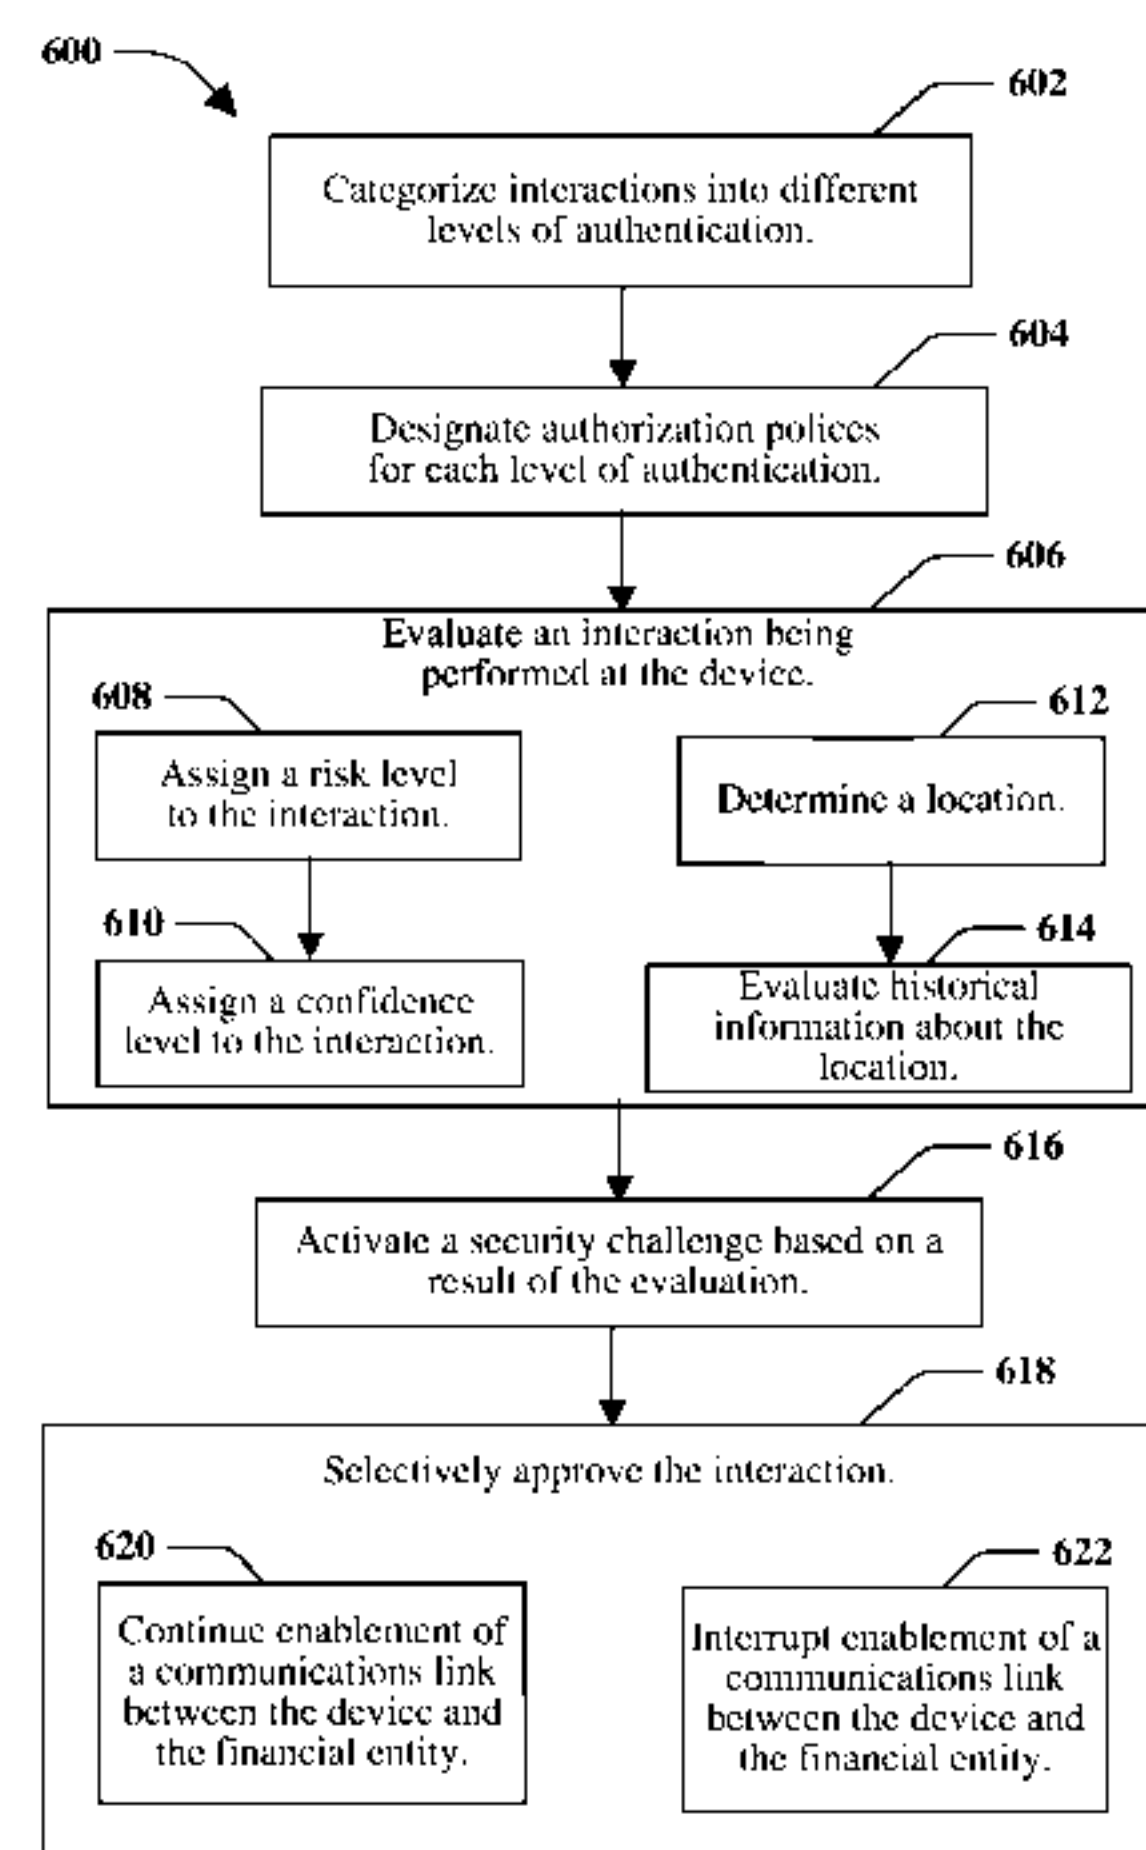 600
602
Categorize interactions into different
levels of authentication.
604
Designate authorization polices
for each level of authentication.
606
Evaluate an interaction being
performed at the device.
608
Assign a risk level
to the interaction.
610
Assign a confidence
level to the interaction.
612
Determine a location.
614
Evaluate historical
information about the
location.
616
Activate a security challenge based on a
result of the evaluation.
618
Selectively approve the interaction.
620
Continue enablement of
a communications link
between the device and
the financial entity.
622
Interrupt enablement of a
communications link
between the device and
the financial entity.